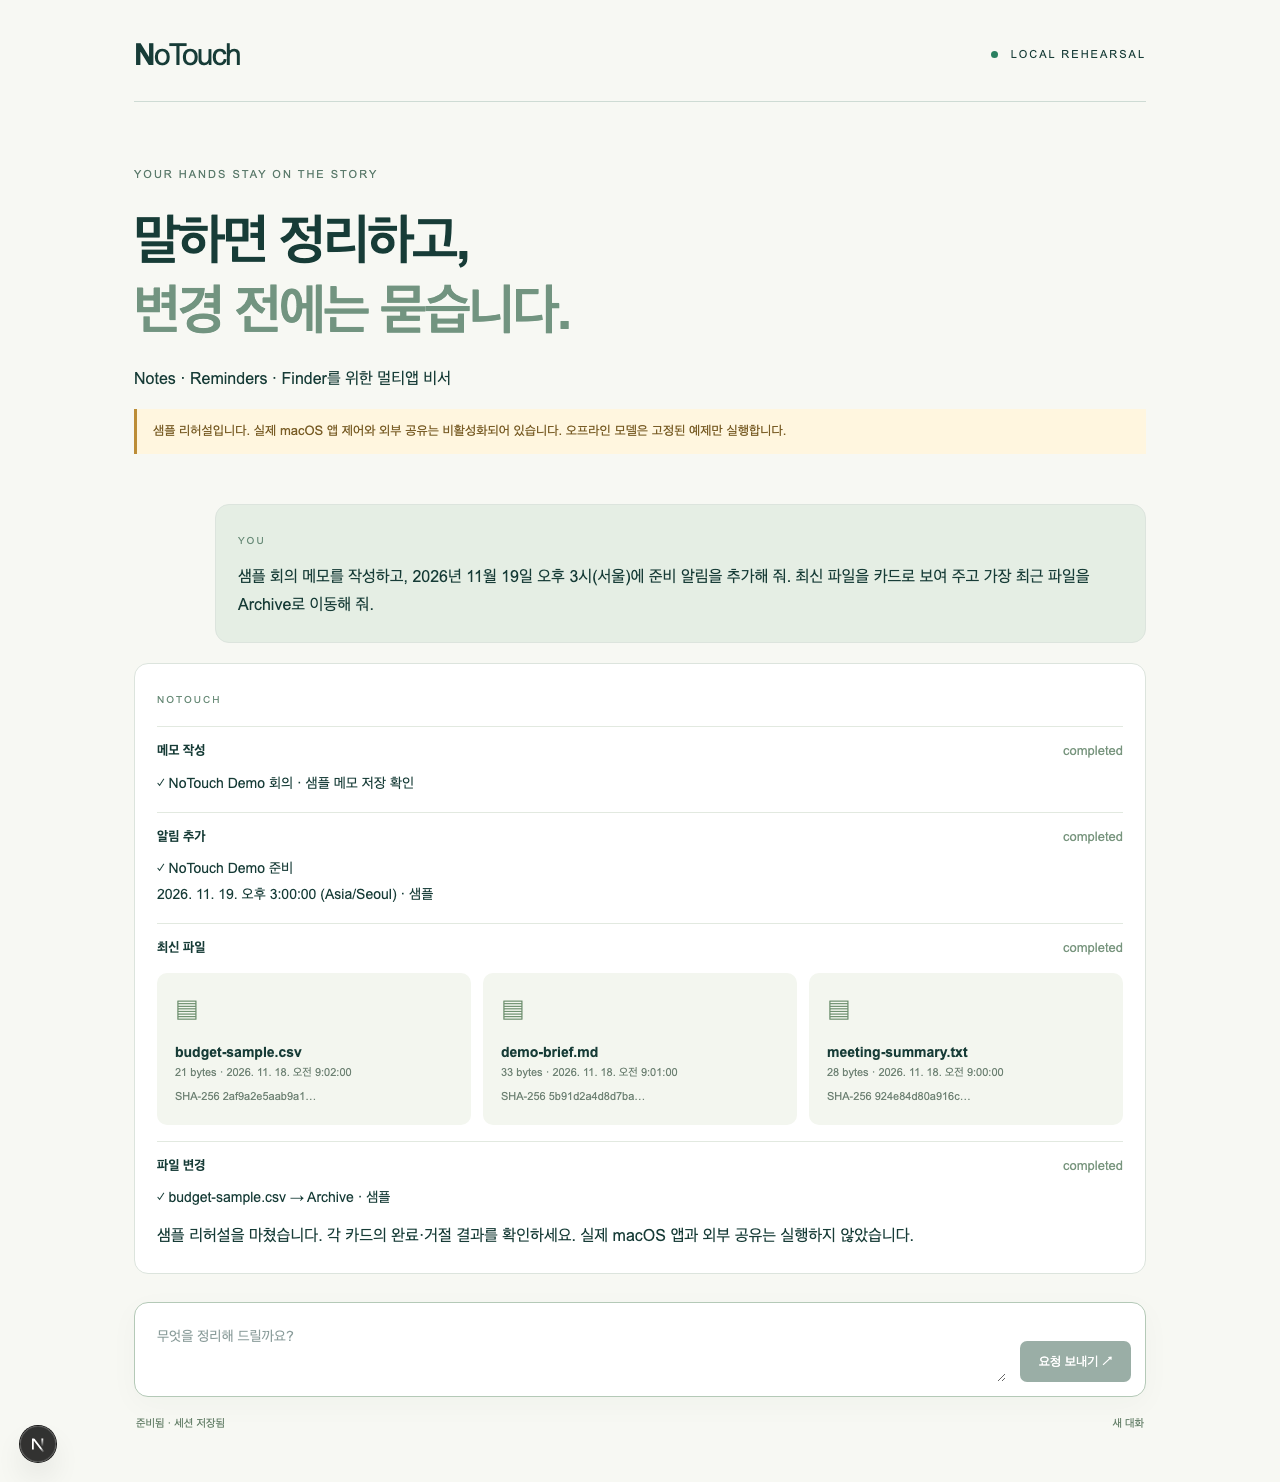 NoTouch
LOCAL REHEARSAL
YOUR HANDS STAY ON THE STORY
말하면 정리하고,
변경 전에는 묻습니다.
Notes · Reminders · Finder를 위한 멀티앱 비서
샘플 리허설입니다. 실제 macOS 앱 제어와 외부 공유는 비활성화되어 있습니다. 오프라인 모델은 고정된 예제만 실행합니다.
YOU
샘플 회의 메모를 작성하고, 2026년 11월 19일 오후 3시(서울)에 준비 알림을 추가해 줘. 최신 파일을 카드로 보여 주고 가장 최근 파일을
Archive로 이동해 줘.
NOTOUCH
메모 작성
completed
✓ NoTouch Demo 회의 · 샘플 메모 저장 확인
알림 추가
completed
✓ NoTouch Demo 준비
2026. 11. 19. 오후 3:00:00 (Asia/Seoul) · 샘플
최신 파일
completed
budget-sample.csv
21 bytes · 2026. 11. 18. 오전 9:02:00
SHA-256 2af9a2e5aab9a1…
demo-brief.md
33 bytes · 2026. 11. 18. 오전 9:01:00
SHA-256 5b91d2a4d8d7ba…
meeting-summary.txt
28 bytes · 2026. 11. 18. 오전 9:00:00
SHA-256 924e84d80a916c…
파일 변경
completed
✓ budget-sample.csv → Archive · 샘플
샘플 리허설을 마쳤습니다. 각 카드의 완료·거절 결과를 확인하세요. 실제 macOS 앱과 외부 공유는 실행하지 않았습니다.
무엇을 정리해 드릴까요?
요청 보내기 ↗
준비됨 · 세션 저장됨
새 대화
N